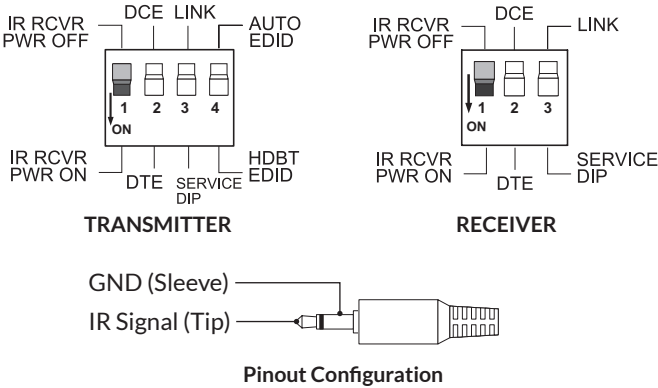 IR RCVR
PWR OFF
DCE
LINK
AUTO
EDID
1 2 3 4
ON
IR RCVR
PWR ON
DTE
SERVICE
DIP
HDBT
EDID
TRANSMITTER
IR RCVR
PWR OFF
DCE
LINK
1 2 3
ON
IR RCVR
PWR ON
DTE
SERVICE
DIP
RECEIVER
GND (Sleeve)
IR Signal (Tip)
Pinout Configuration